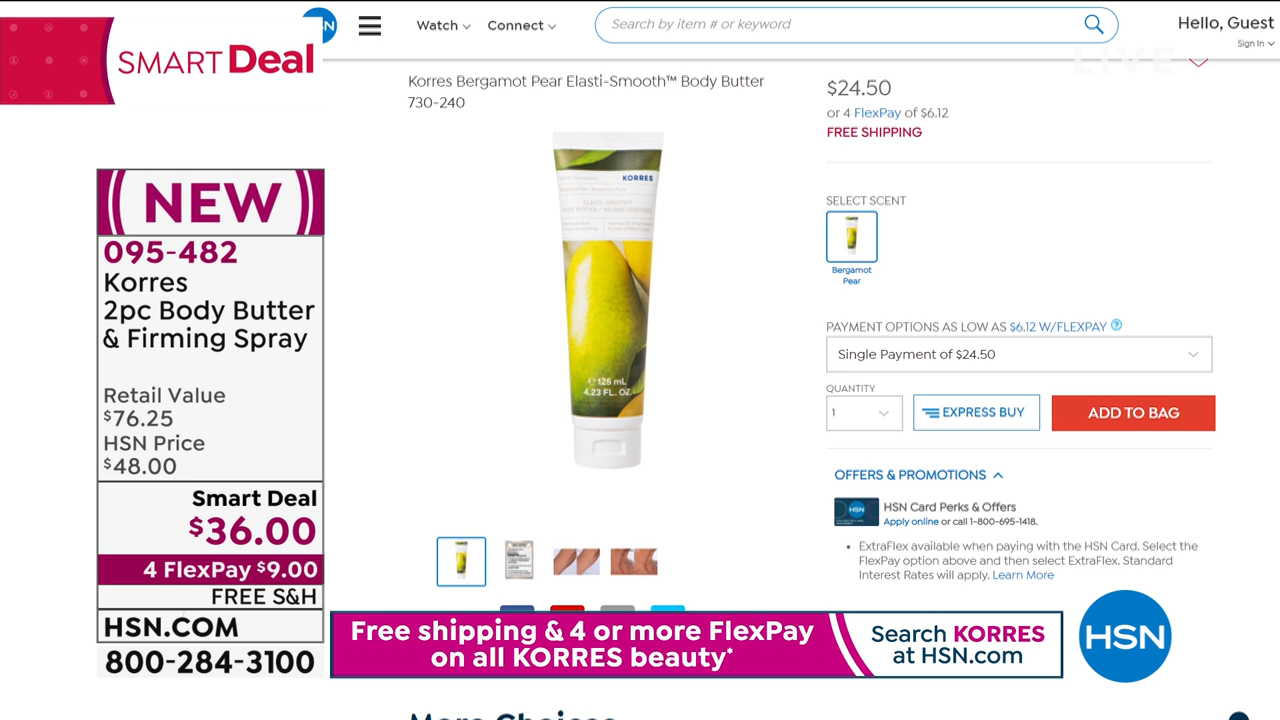 SMART Deal
Watch
Connect
Search by item # or keyword
Hello, Guest
Sign In
LIVE
Korres Bergamot Pear Elasti-Smooth™ Body Butter
730-240
$24.50
or 4 FlexPay of $6.12
FREE SHIPPING
SELECT SCENT
Bergamot
Pear
PAYMENT OPTIONS AS LOW AS $6.12 W/FLEXPAY ?
Single Payment of $24.50
QUANTITY
1
EXPRESS BUY
ADD TO BAG
OFFERS & PROMOTIONS
HSN
HSN Card Perks & Offers
Apply online or call 1-800-695-1418.
• ExtraFlex available when paying with the HSN Card. Select the
FlexPay option above and then select ExtraFlex. Standard
Interest Rates will apply. Learn More
KORRES
ELASTI-SMOOTH™
125 mL
4.23 FL. OZ.
((NEW))
095-482
Korres
2pc Body Butter
& Firming Spray
Retail Value
$76.25
HSN Price
$48.00
Smart Deal
$36.00
4 FlexPay $9.00
FREE S&H
HSN.COM
800-284-3100
Free shipping & 4 or more FlexPay
on all KORRES beauty*
Search KORRES
at HSN.com
HSN
More Choices